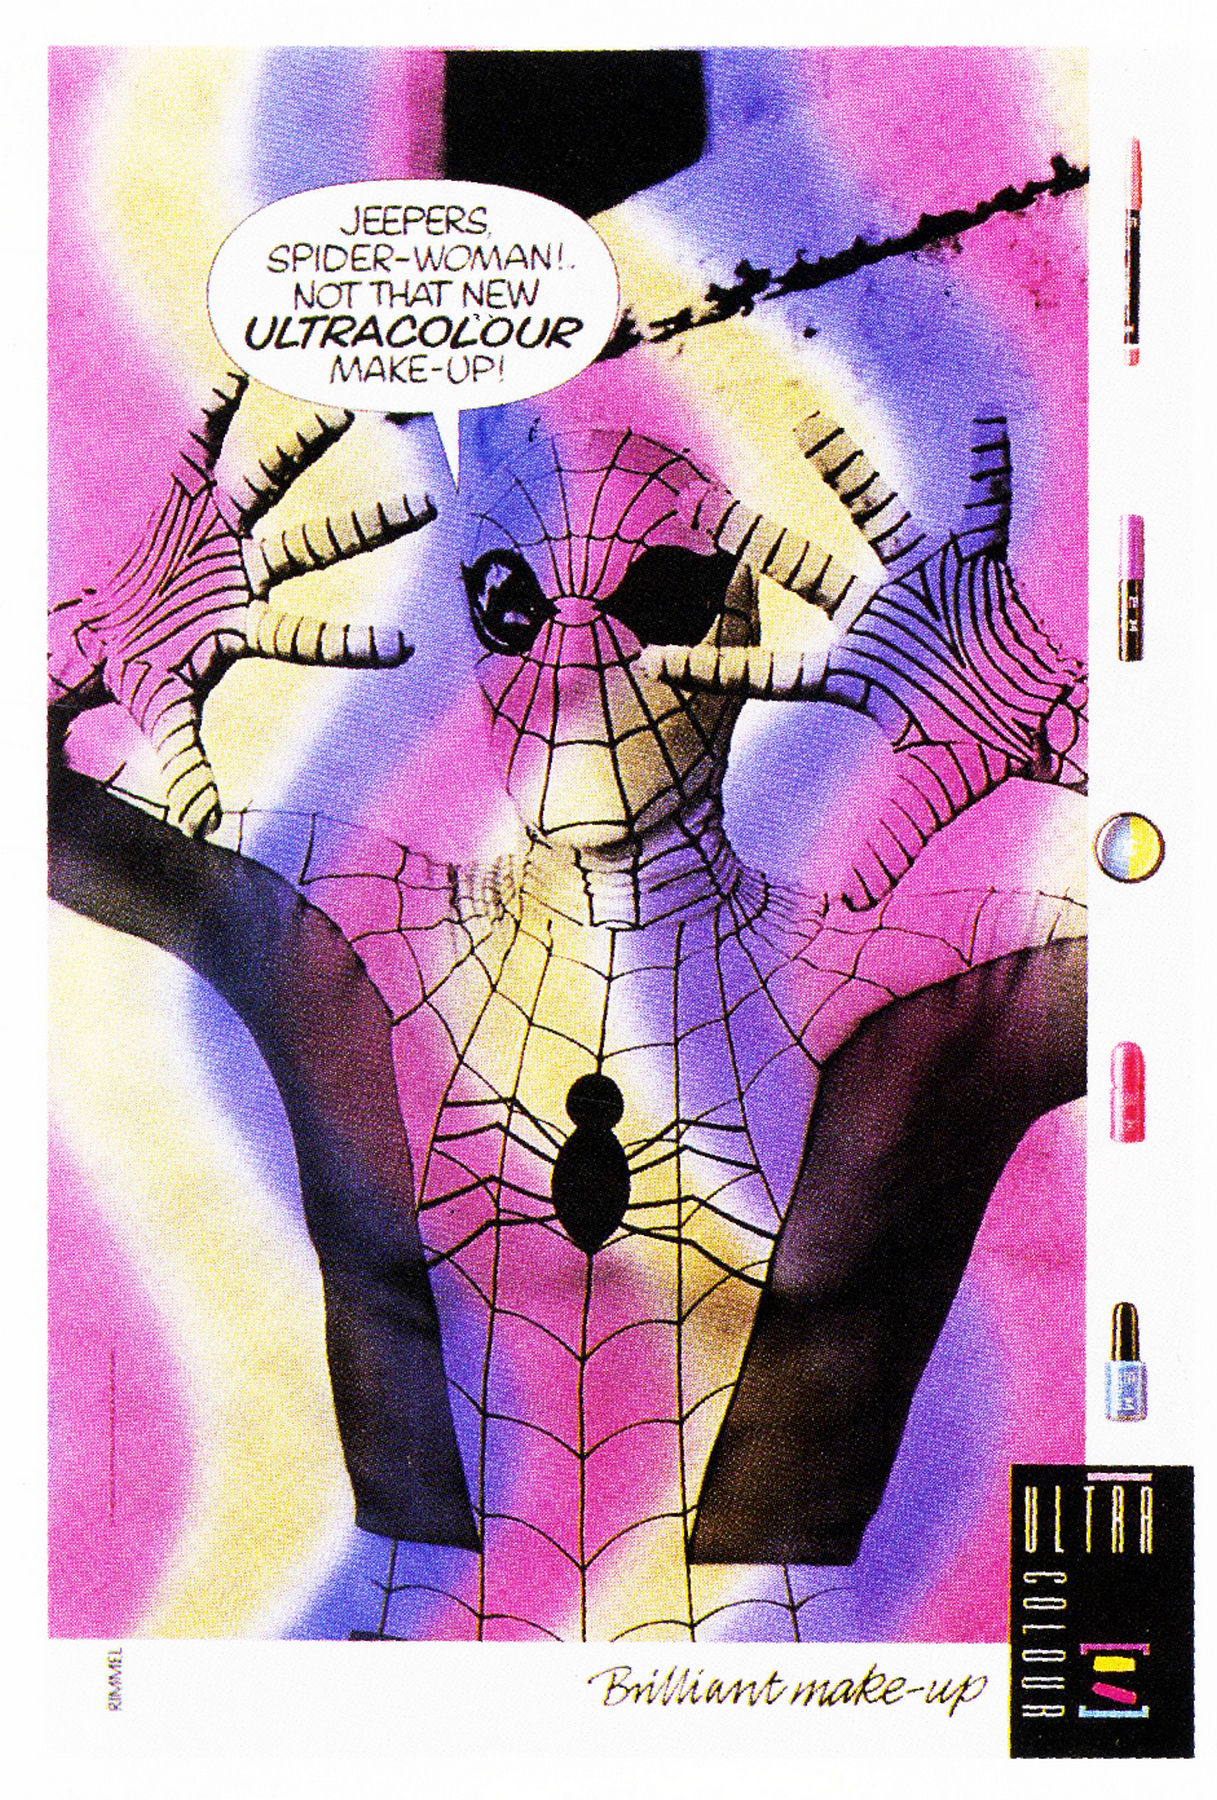 JEEPERS,
SPIDER-WOMAN!
NOT THAT NEW
ULTRACOLOUR
MAKE-UP!
RIMMEL
Brilliant make-up
ULTRA
COLOUR